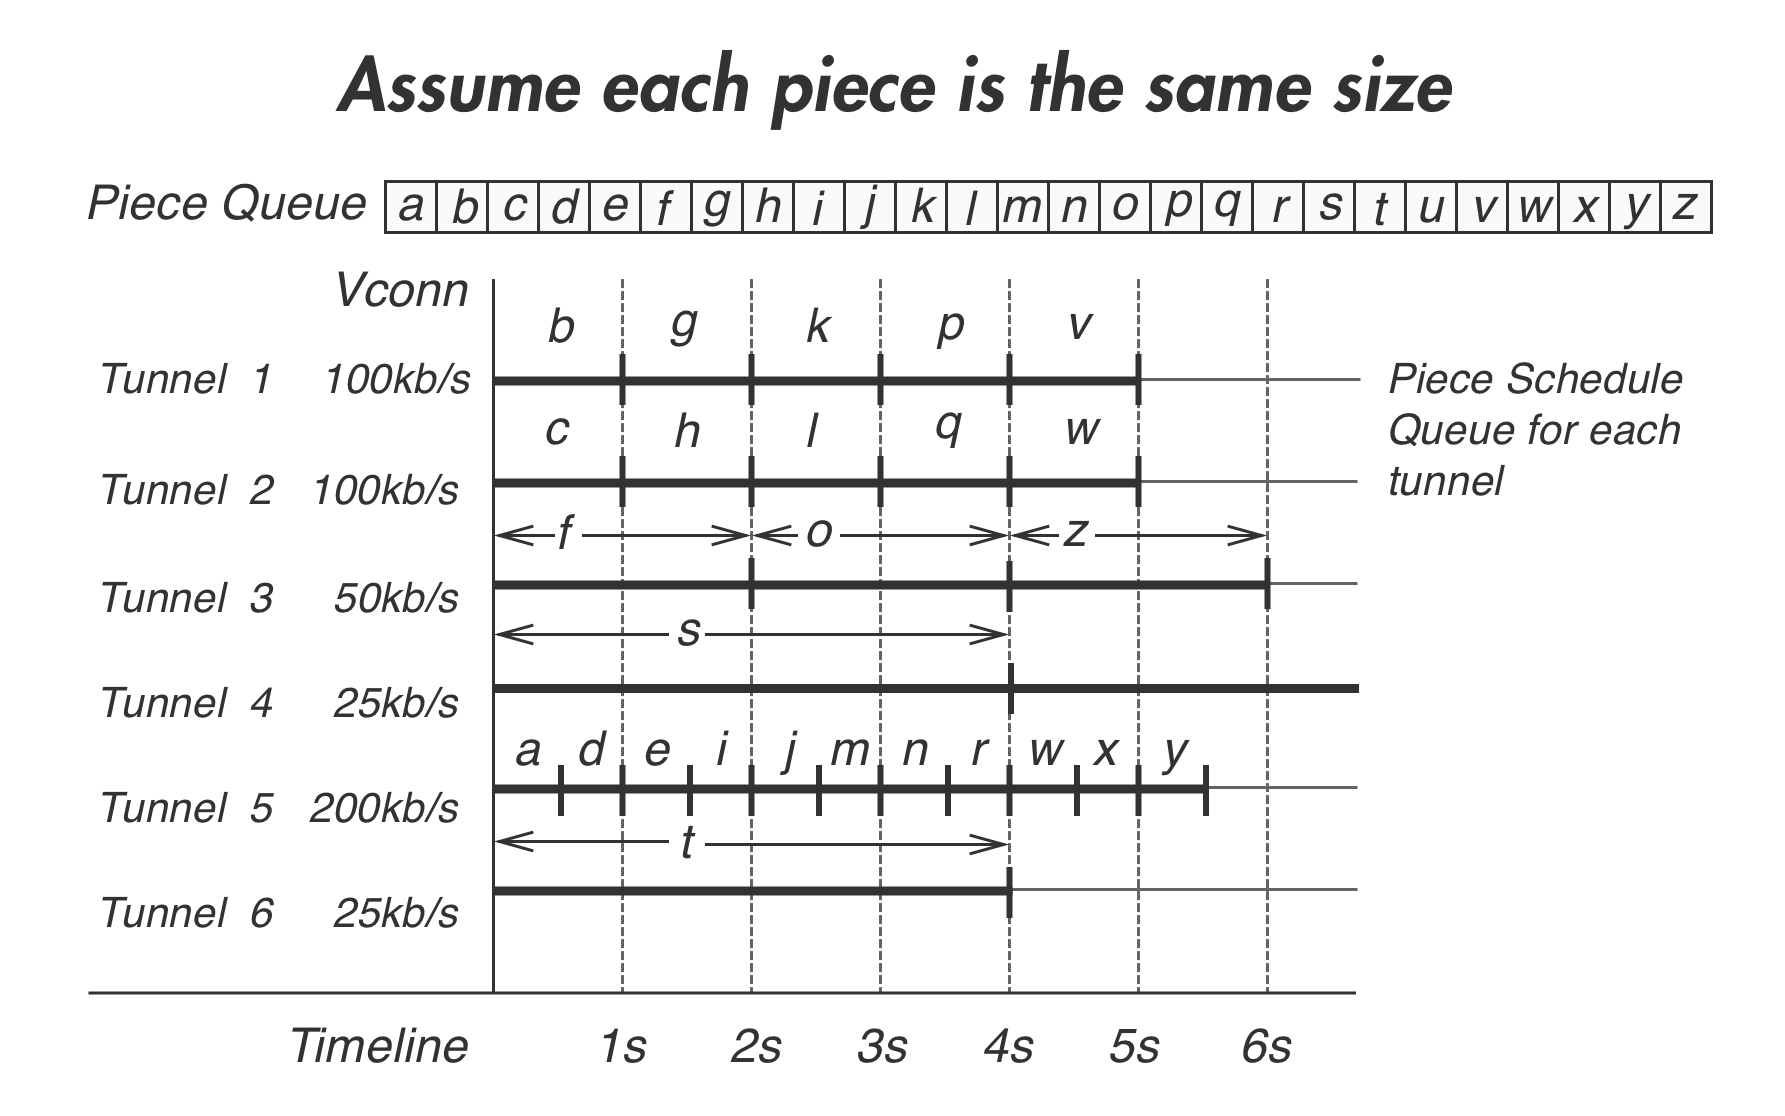 Assume each piece is the same size
Piece Queue a b c d e f g h i j k l m n o p q r s t u v w x y z
Vconn
b g k p v
Tunnel 1 100kb/s
c h l q w
Tunnel 2 100kb/s
f o z
Tunnel 3 50kb/s
s
Tunnel 4 25kb/s
a d e i j m n r w x y
Tunnel 5 200kb/s
t
Tunnel 6 25kb/s
Piece Schedule
Queue for each
tunnel
Timeline 1s 2s 3s 4s 5s 6s